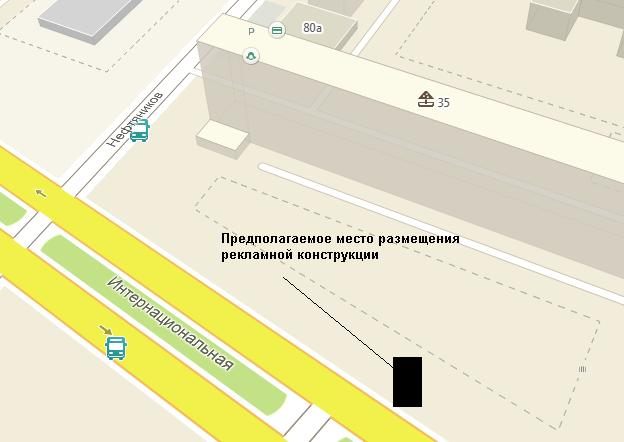 80а
P
35
Нефтяников
Предполагаемое место размещения
рекламной конструкции
Интернациональная